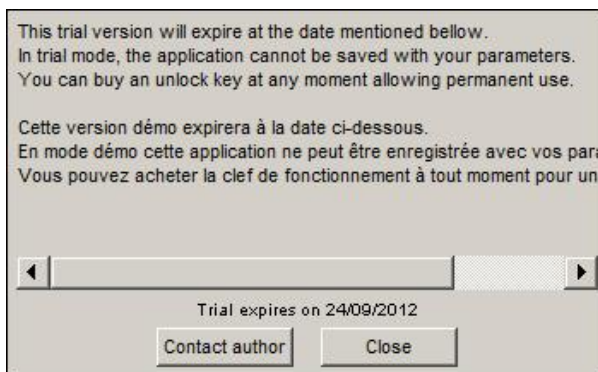 This trial version will expire at the date mentioned bellow.
In trial mode, the application cannot be saved with your parameters.
You can buy an unlock key at any moment allowing permanent use.
Cette version démo expirera à la date ci-dessous.
En mode démo cette application ne peut être enregistrée avec vos para
Vous pouvez acheter la clef de fonctionnement à tout moment pour un
Trial expires on 24/09/2012
Contact author Close